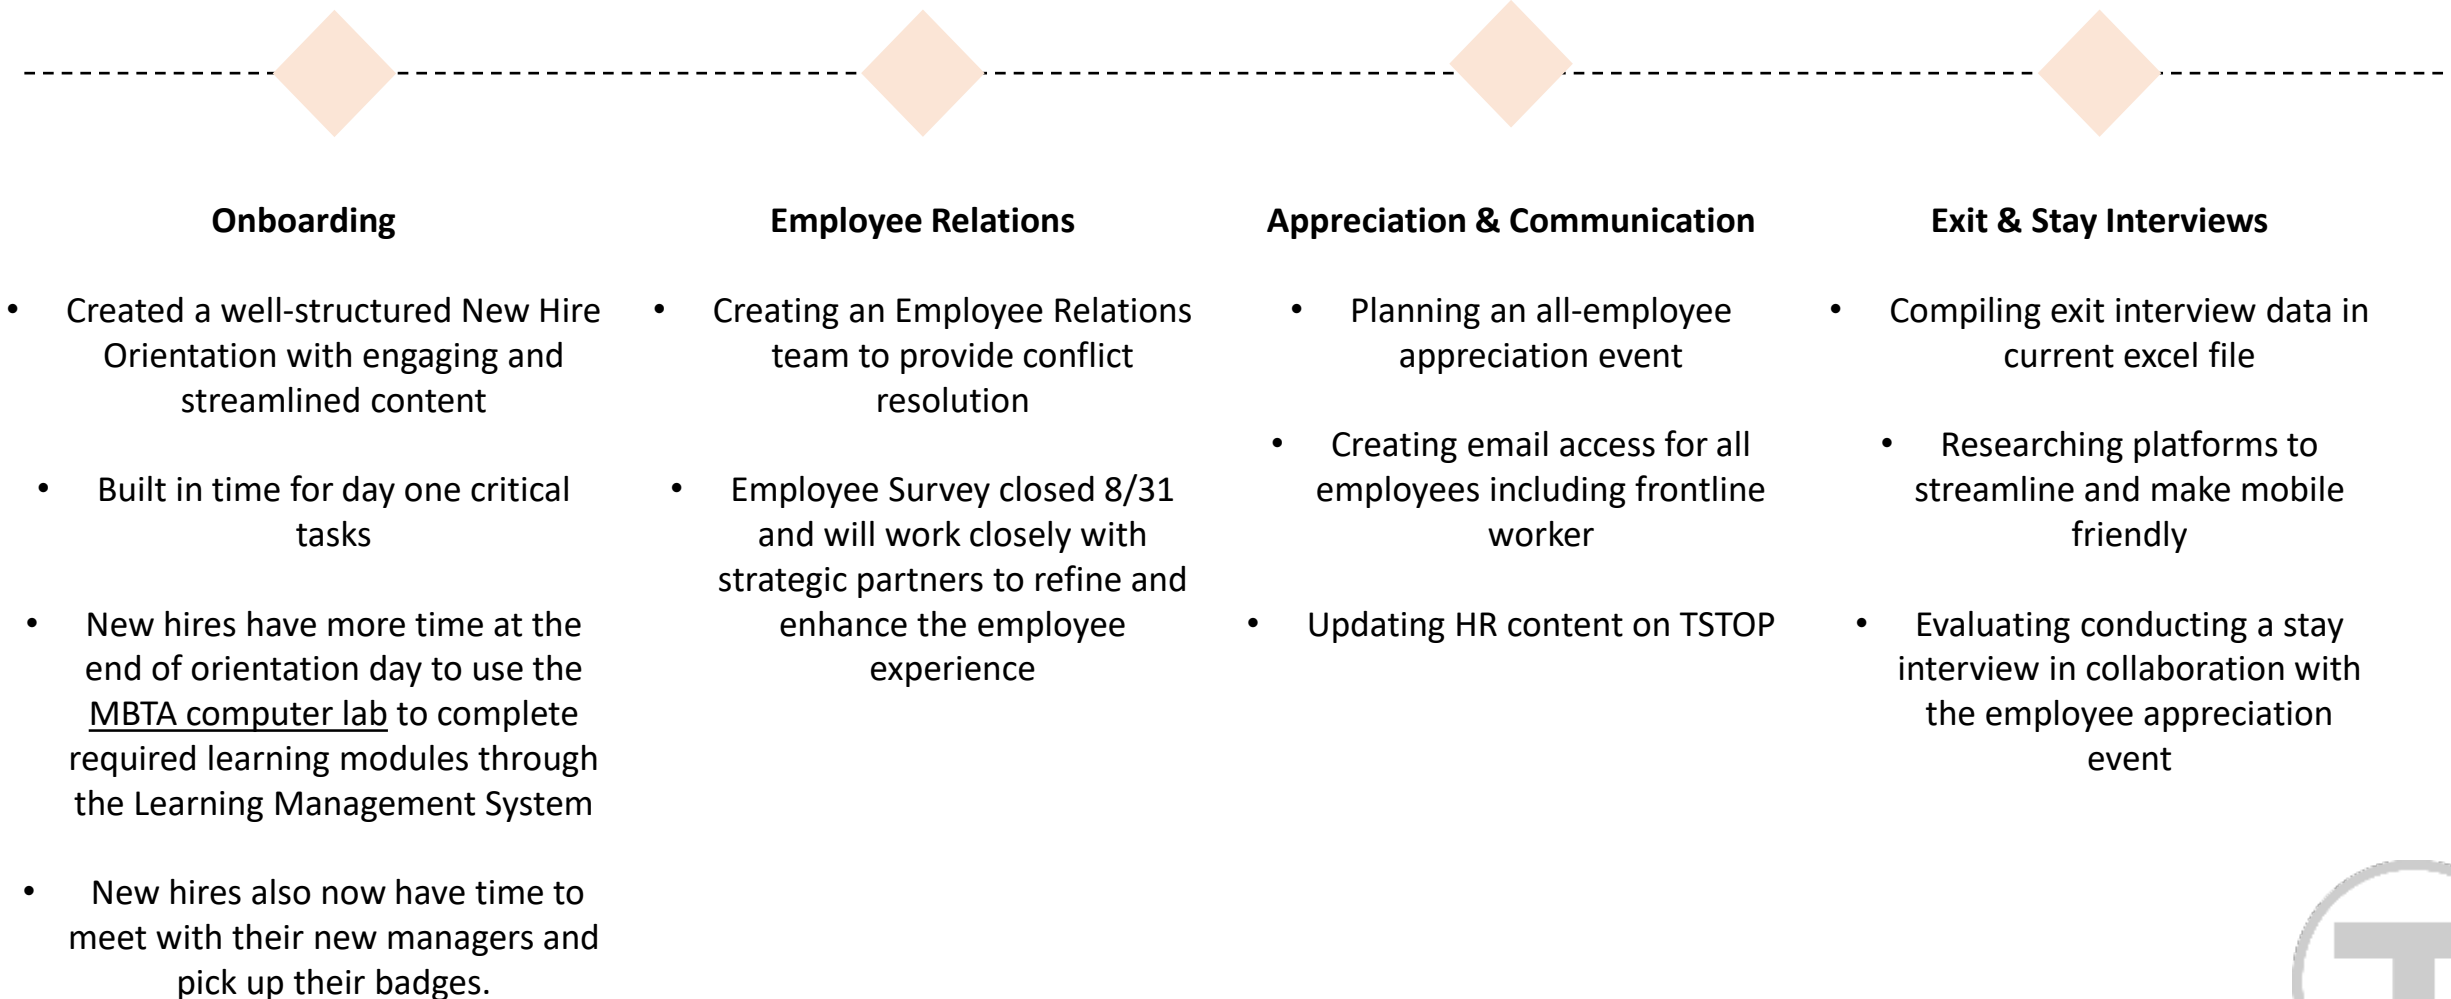 Onboarding
• Created a well-structured New Hire
Orientation with engaging and
streamlined content
• Built in time for day one critical
tasks
• New hires have more time at the
end of orientation day to use the
MBTA computer lab to complete
required learning modules through
the Learning Management System
• New hires also now have time to
meet with their new managers and
pick up their badges.
Employee Relations
• Creating an Employee Relations
team to provide conflict
resolution
• Employee Survey closed 8/31
and will work closely with
strategic partners to refine and
enhance the employee
experience
Appreciation & Communication
• Planning an all-employee
appreciation event
• Creating email access for all
employees including frontline
worker
• Updating HR content on TSTOP
Exit & Stay Interviews
• Compiling exit interview data in
current excel file
• Researching platforms to
streamline and make mobile
friendly
• Evaluating conducting a stay
interview in collaboration with
the employee appreciation
event
T